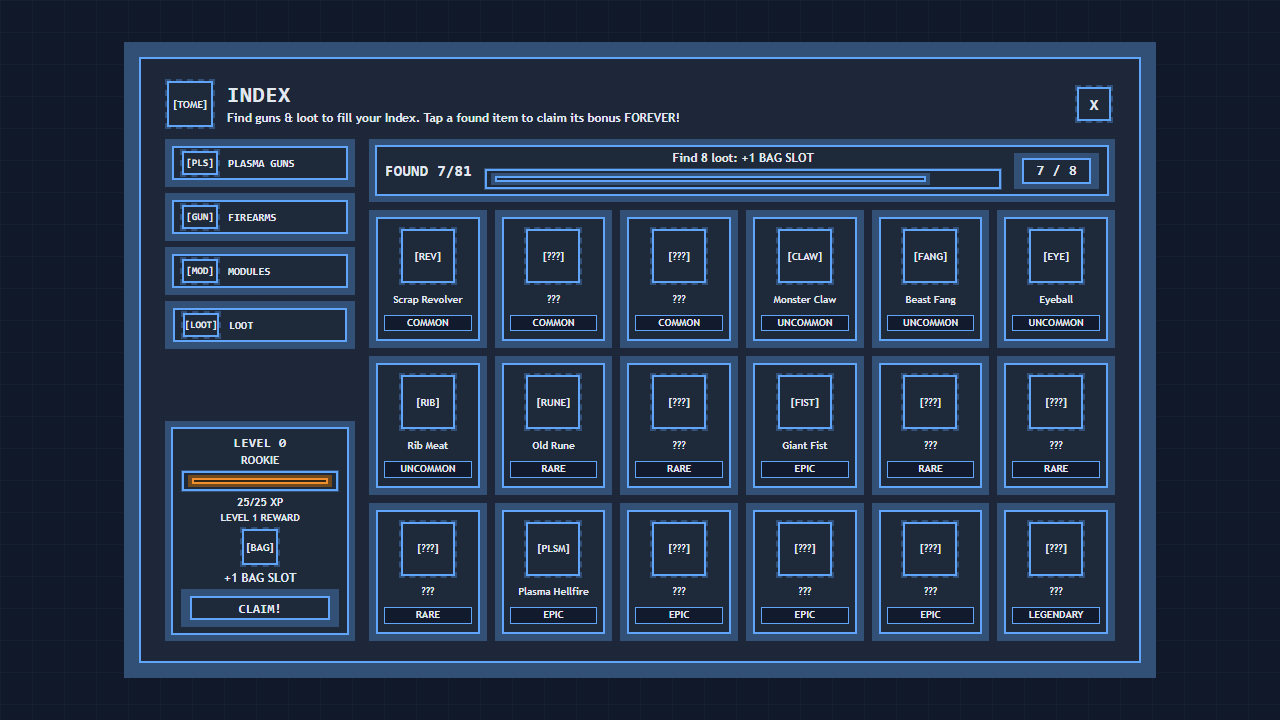 [TOME]
INDEX
Find guns & loot to fill your Index. Tap a found item to claim its bonus FOREVER!
X
[PLS] PLASMA GUNS
[GUN] FIREARMS
[MOD] MODULES
[LOOT] LOOT
LEVEL 0
ROOKIE
25/25 XP
LEVEL 1 REWARD
[BAG]
+1 BAG SLOT
CLAIM!
FOUND 7/81
Find 8 loot: +1 BAG SLOT
7 / 8
[REV]
Scrap Revolver
COMMON
[???]
???
COMMON
[???]
???
COMMON
[CLAW]
Monster Claw
UNCOMMON
[FANG]
Beast Fang
UNCOMMON
[EYE]
Eyeball
UNCOMMON
[RIB]
Rib Meat
UNCOMMON
[RUNE]
Old Rune
RARE
[???]
???
RARE
[FIST]
Giant Fist
EPIC
[???]
???
RARE
[???]
???
RARE
[???]
???
RARE
[PLSM]
Plasma Hellfire
EPIC
[???]
???
EPIC
[???]
???
EPIC
[???]
???
EPIC
[???]
???
LEGENDARY